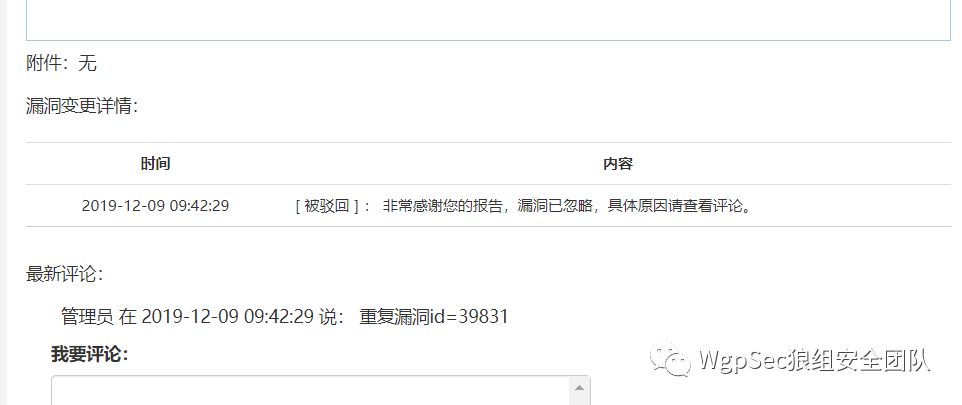 附件：无
漏洞变更详情：
时间 内容
2019-12-09 09:42:29 [ 被驳回 ]： 非常感谢您的报告，漏洞已忽略，具体原因请查看评论。
最新评论：
管理员 在 2019-12-09 09:42:29 说： 重复漏洞id=39831
我要评论：
WgpSec狼组安全团队